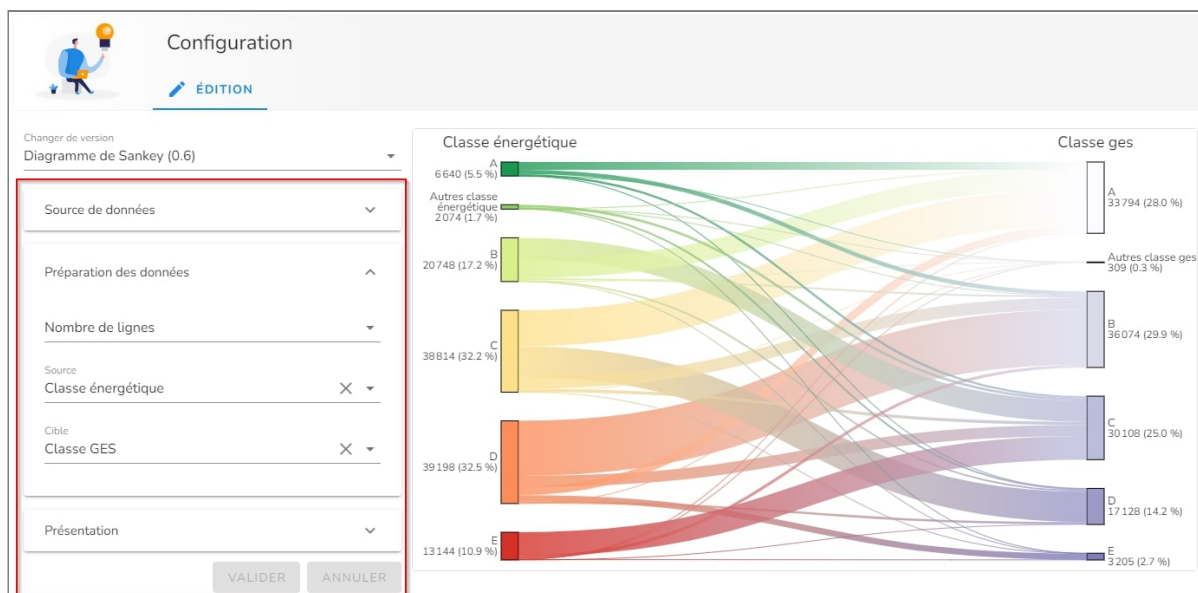 Configuration
ÉDITION
Changer de version
Diagramme de Sankey (0.6)
Source de données
Préparation des données
Nombre de lignes
Source
Classe énergétique
Cible
Classe GES
Présentation
VALIDER
ANNULER
Classe énergétique
Classe ges
A
6 640 (5.5 %)
Autres classe
énergétique
2 074 (1.7 %)
B
20 748 (17.2 %)
C
38 814 (32.2 %)
D
39 198 (32.5 %)
E
13 144 (10.9 %)
A
33 794 (28.0 %)
Autres classe ges
309 (0.3 %)
B
36 074 (29.9 %)
C
30 108 (25.0 %)
D
17 128 (14.2 %)
E
3 205 (2.7 %)